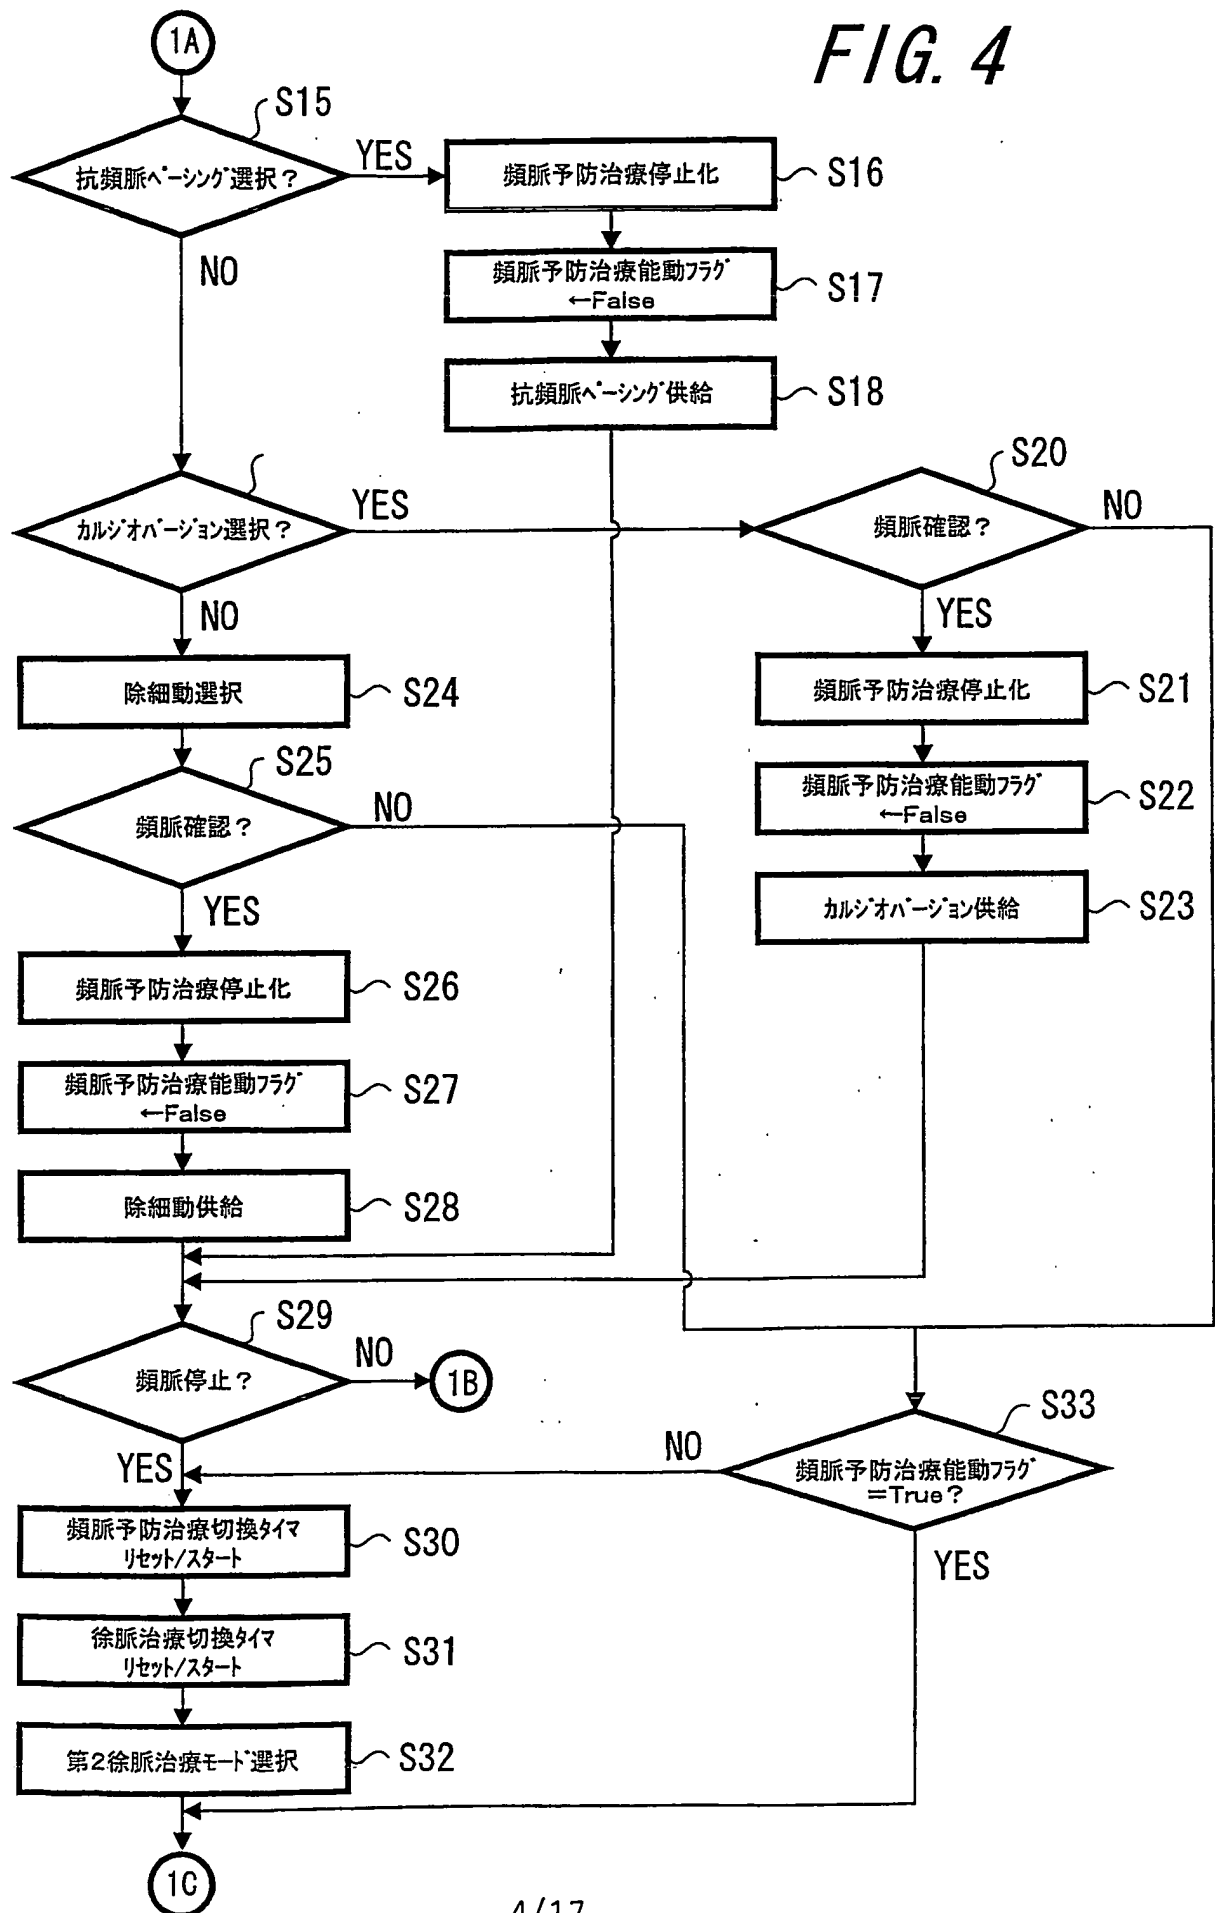 FIG. 4
1A
S15
抗頻脈ペーシング選択?
YES
NO
頻脈予防治療停止化
S16
頻脈予防治療能動フラグ
←False
S17
抗頻脈ペーシング供給
S18
カルジオバージョン選択?
YES
NO
S20
頻脈確認?
NO
YES
頻脈予防治療停止化
S21
頻脈予防治療能動フラグ
←False
S22
カルジオバージョン供給
S23
除細動選択
S24
S25
頻脈確認?
NO
YES
頻脈予防治療停止化
S26
頻脈予防治療能動フラグ
←False
S27
除細動供給
S28
S29
頻脈停止?
NO
1B
YES
S33
頻脈予防治療能動フラグ
=True?
NO
YES
頻脈予防治療切換タイマ
リセット/スタート
S30
徐脈治療切換タイマ
リセット/スタート
S31
第2徐脈治療モード選択
S32
1C
4/17